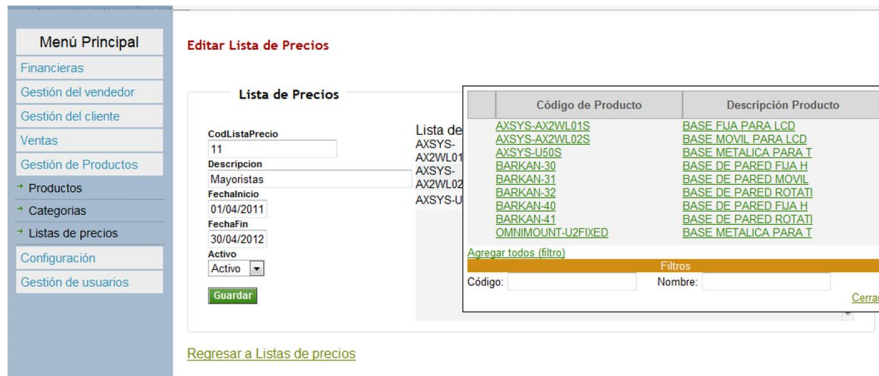 Menú Principal
Financieras
Gestión del vendedor
Gestión del cliente
Ventas
Gestión de Productos
Productos
Categorias
Listas de precios
Configuración
Gestión de usuarios
Editar Lista de Precios
Lista de Precios
CodListaPrecio
11
Descripcion
Mayoristas
FechaInicio
01/04/2011
FechaFin
30/04/2012
Activo
Activo
Guardar
Lista de
AXSYS-
AX2WL01
AXSYS-
AX2WL02
AXSYS-U
Código de Producto Descripción Producto
AXSYS-AX2WL01S BASE FIJA PARA LCD
AXSYS-AX2WL02S BASE MOVIL PARA LCD
AXSYS-U50S BASE METALICA PARA T
BARKAN-30 BASE DE PARED FIJA H
BARKAN-31 BASE DE PARED MOVIL
BARKAN-32 BASE DE PARED ROTATI
BARKAN-40 BASE DE PARED FIJA H
BARKAN-41 BASE DE PARED ROTATI
OMNIMOUNT-U2FIXED BASE METALICA PARA T
Agregar todos (filtro)
Filtros
Código: Nombre:
Cerrar
Regresar a Listas de precios